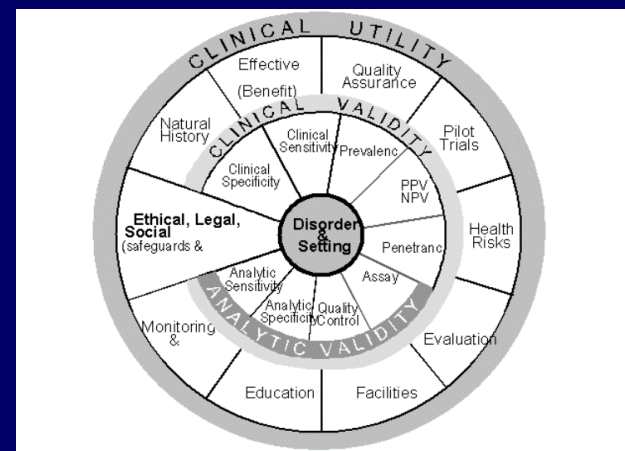 CLINICAL UTILITY
Effective
(Benefit)
Quality
Assurance
Natural
History
CLINICAL VALIDITY
Pilot
Trials
Clinical
Sensitivity
Prevalenc
Clinical
Specificity
PPV
NPV
Ethical, Legal,
Social
(safeguards &
Disorder
&
Setting
Health
Risks
Penetranc
Analytic
Sensitivity
Assay
Analytic
Specificity
Quality
Control
ANALYTIC VALIDITY
Monitoring
&
Evaluation
Education
Facilities